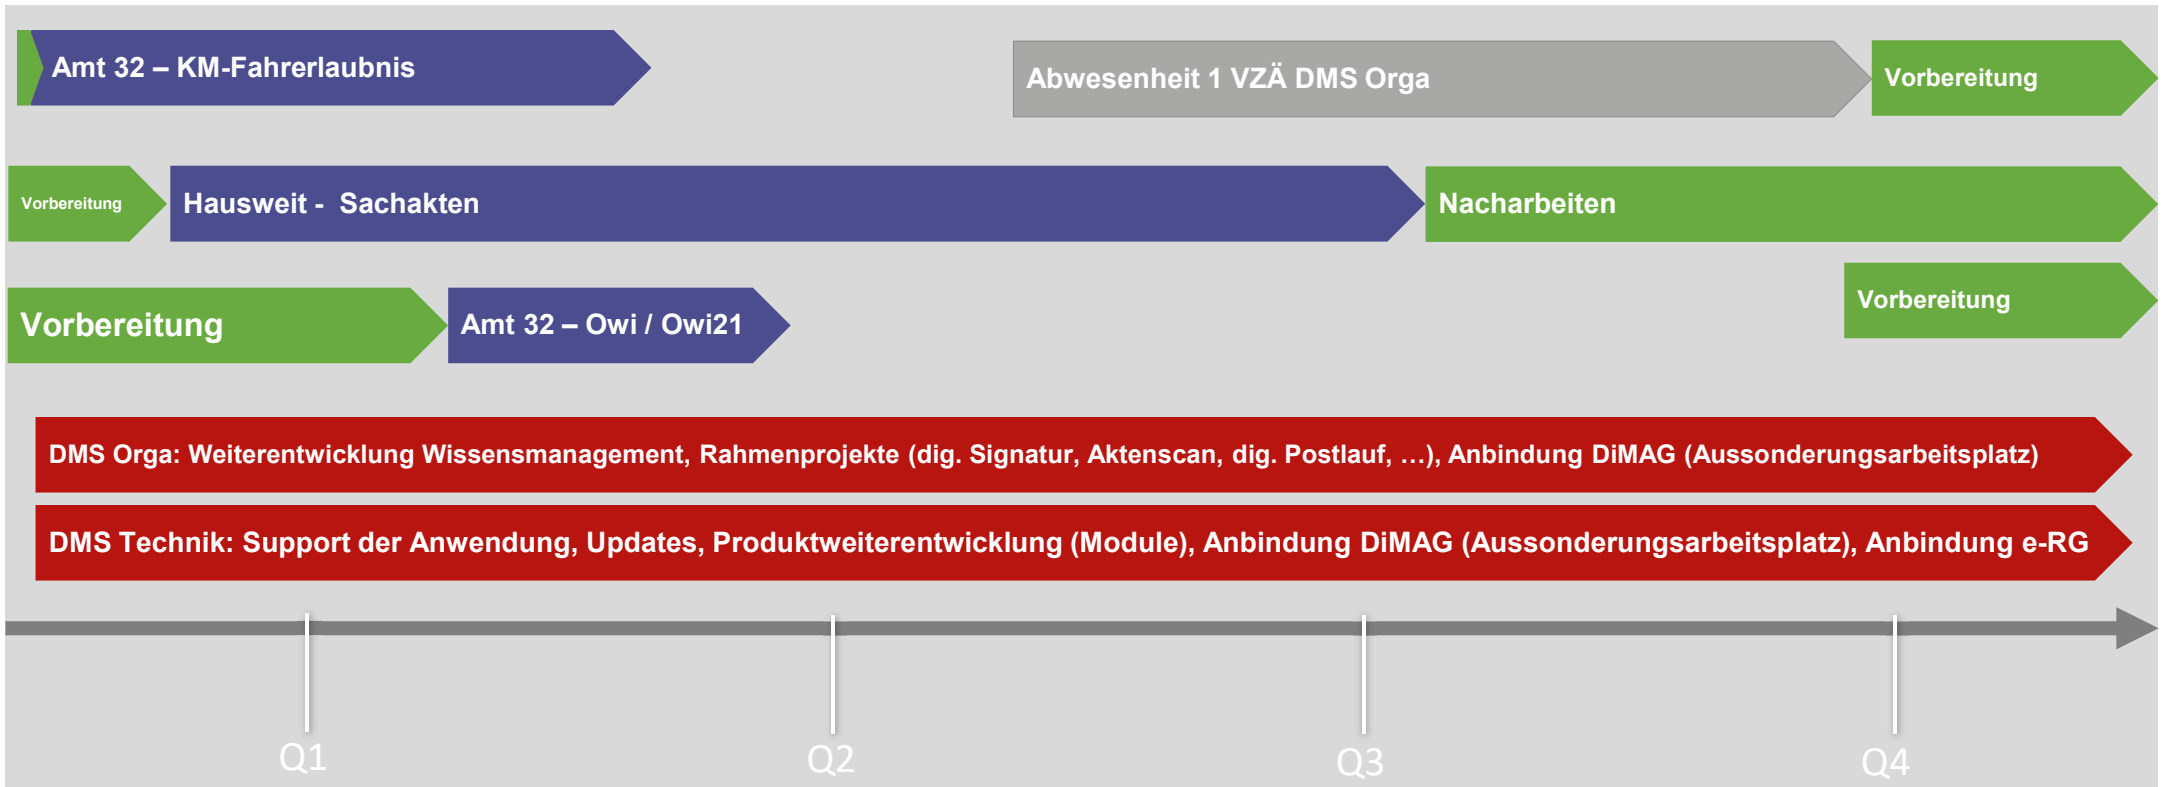 Amt 32 – KM-Fahrerlaubnis
Abwesenheit 1 VZÄ DMS Orga
Vorbereitung
Vorbereitung
Hausweit - Sachakten
Nacharbeiten
Vorbereitung
Vorbereitung
Amt 32 – Owi / Owi21
DMS Orga: Weiterentwicklung Wissensmanagement, Rahmenprojekte (dig. Signatur, Aktenscan, dig. Postlauf, …), Anbindung DiMAG (Aussonderungsarbeitsplatz)
DMS Technik: Support der Anwendung, Updates, Produktweiterentwicklung (Module), Anbindung DiMAG (Aussonderungsarbeitsplatz), Anbindung e-RG
Q1
Q2
Q3
Q4